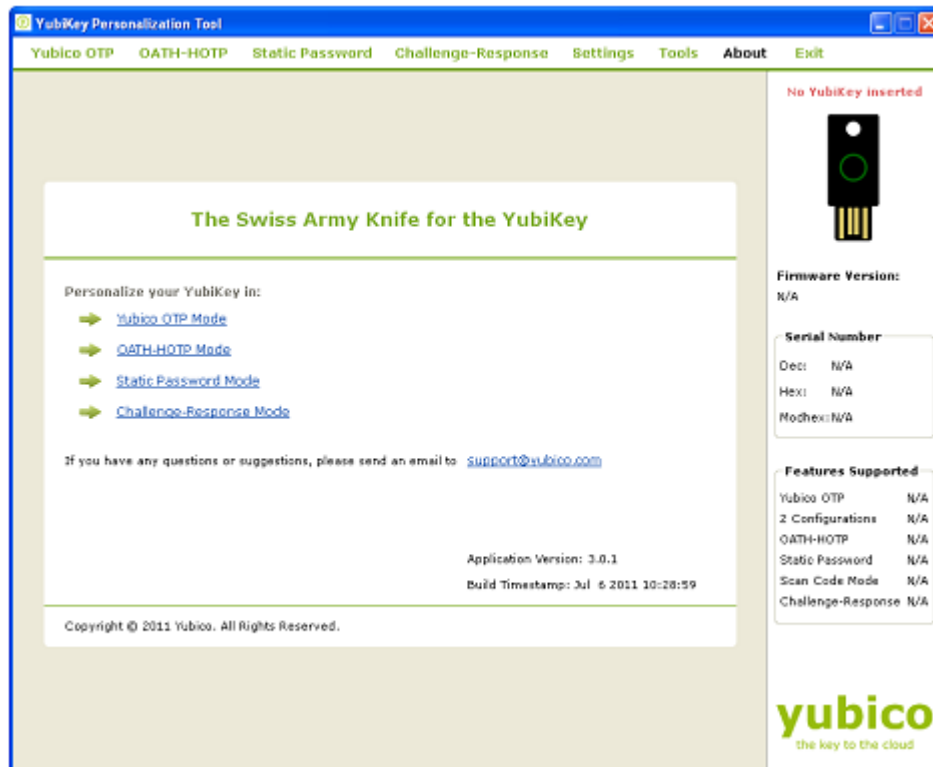 YubiKey Personalization Tool
Yubico OTP OATH-HOTP Static Password Challenge-Response Settings Tools About Exit
The Swiss Army Knife for the YubiKey
Personalize your YubiKey in:
Yubico OTP Mode
OATH-HOTP Mode
Static Password Mode
Challenge-Response Mode
If you have any questions or suggestions, please send an email to support@yubico.com
Application Version: 3.0.1
Build Timestamp: Jul 6 2011 10:28:59
Copyright © 2011 Yubico. All Rights Reserved.
No YubiKey inserted
Firmware Version:
N/A
Serial Number
Dec: N/A
Hex: N/A
Modhex: N/A
Features Supported
Yubico OTP N/A
2 Configurations N/A
OATH-HOTP N/A
Static Password N/A
Scan Code Mode N/A
Challenge-Response N/A
yubico
the key to the cloud